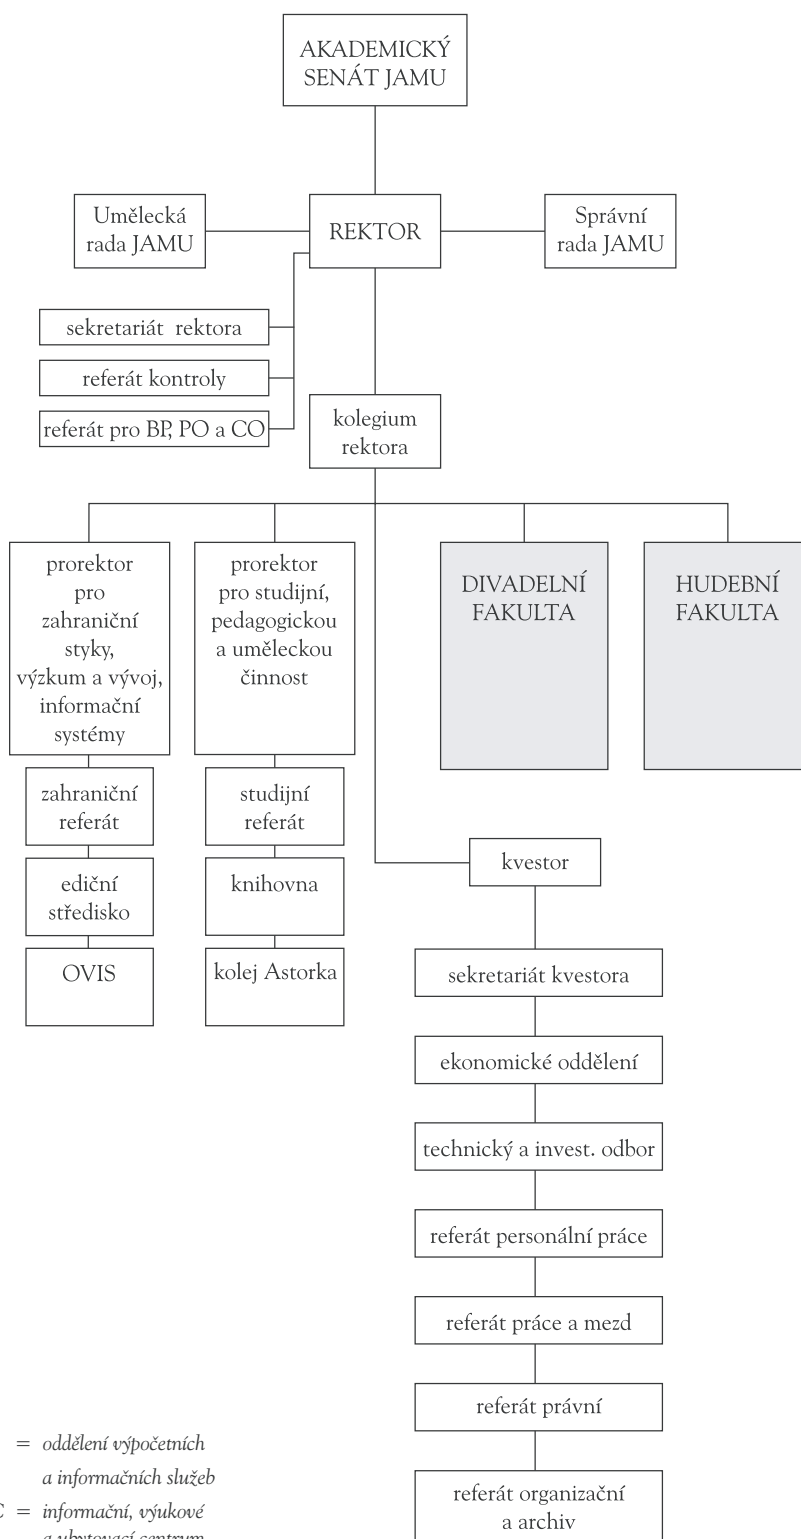 AKADEMICKÝ
SENÁT JAMU
Umělecká
rada JAMU
REKTOR
Správní
rada JAMU
sekretariát rektora
referát kontroly
referát pro BP, PO a CO
kolegium
rektora
prorektor
pro
zahraniční
styky,
výzkum a vývoj,
informační
systémy
prorektor
pro studijní,
pedagogickou
a uměleckou
činnost
DIVADELNÍ
FAKULTA
HUDEBNÍ
FAKULTA
zahraniční
referát
studijní
referát
ediční
středisko
knihovna
OVIS
kolej Astorka
kvestor
sekretariát kvestora
ekonomické oddělení
technický a invest. odbor
referát personální práce
referát práce a mezd
referát právní
referát organizační
a archiv
= oddělení výpočetních
a informačních služeb
C = informační, výukové
a ubytovací centrum